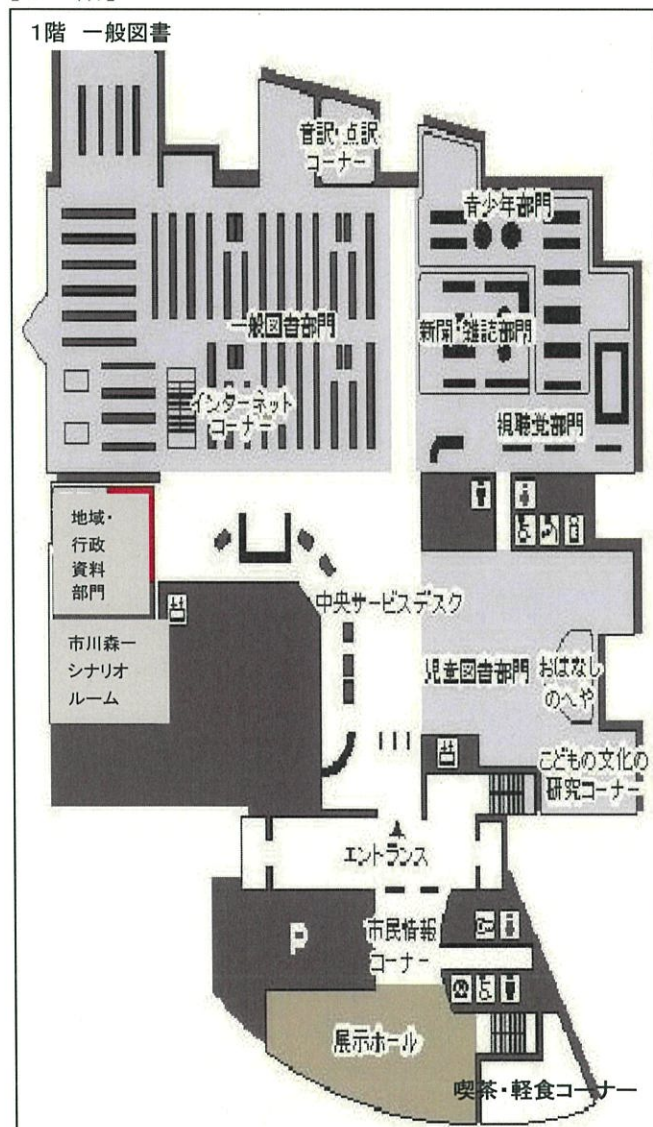 1階 一般図書
音訳・点訳
コーナー
青少年部門
一般図書部門
新聞・雑誌部門
インターネット
コーナー
視聴覚部門
地域・
行政
資料
部門
中央サービスデスク
市川森一
シナリオ
ルーム
児童図書部門
おはなし
のへや
こどもの文化の
研究コーナー
エントランス
市民情報
コーナー
P
展示ホール
喫茶・軽食コーナー